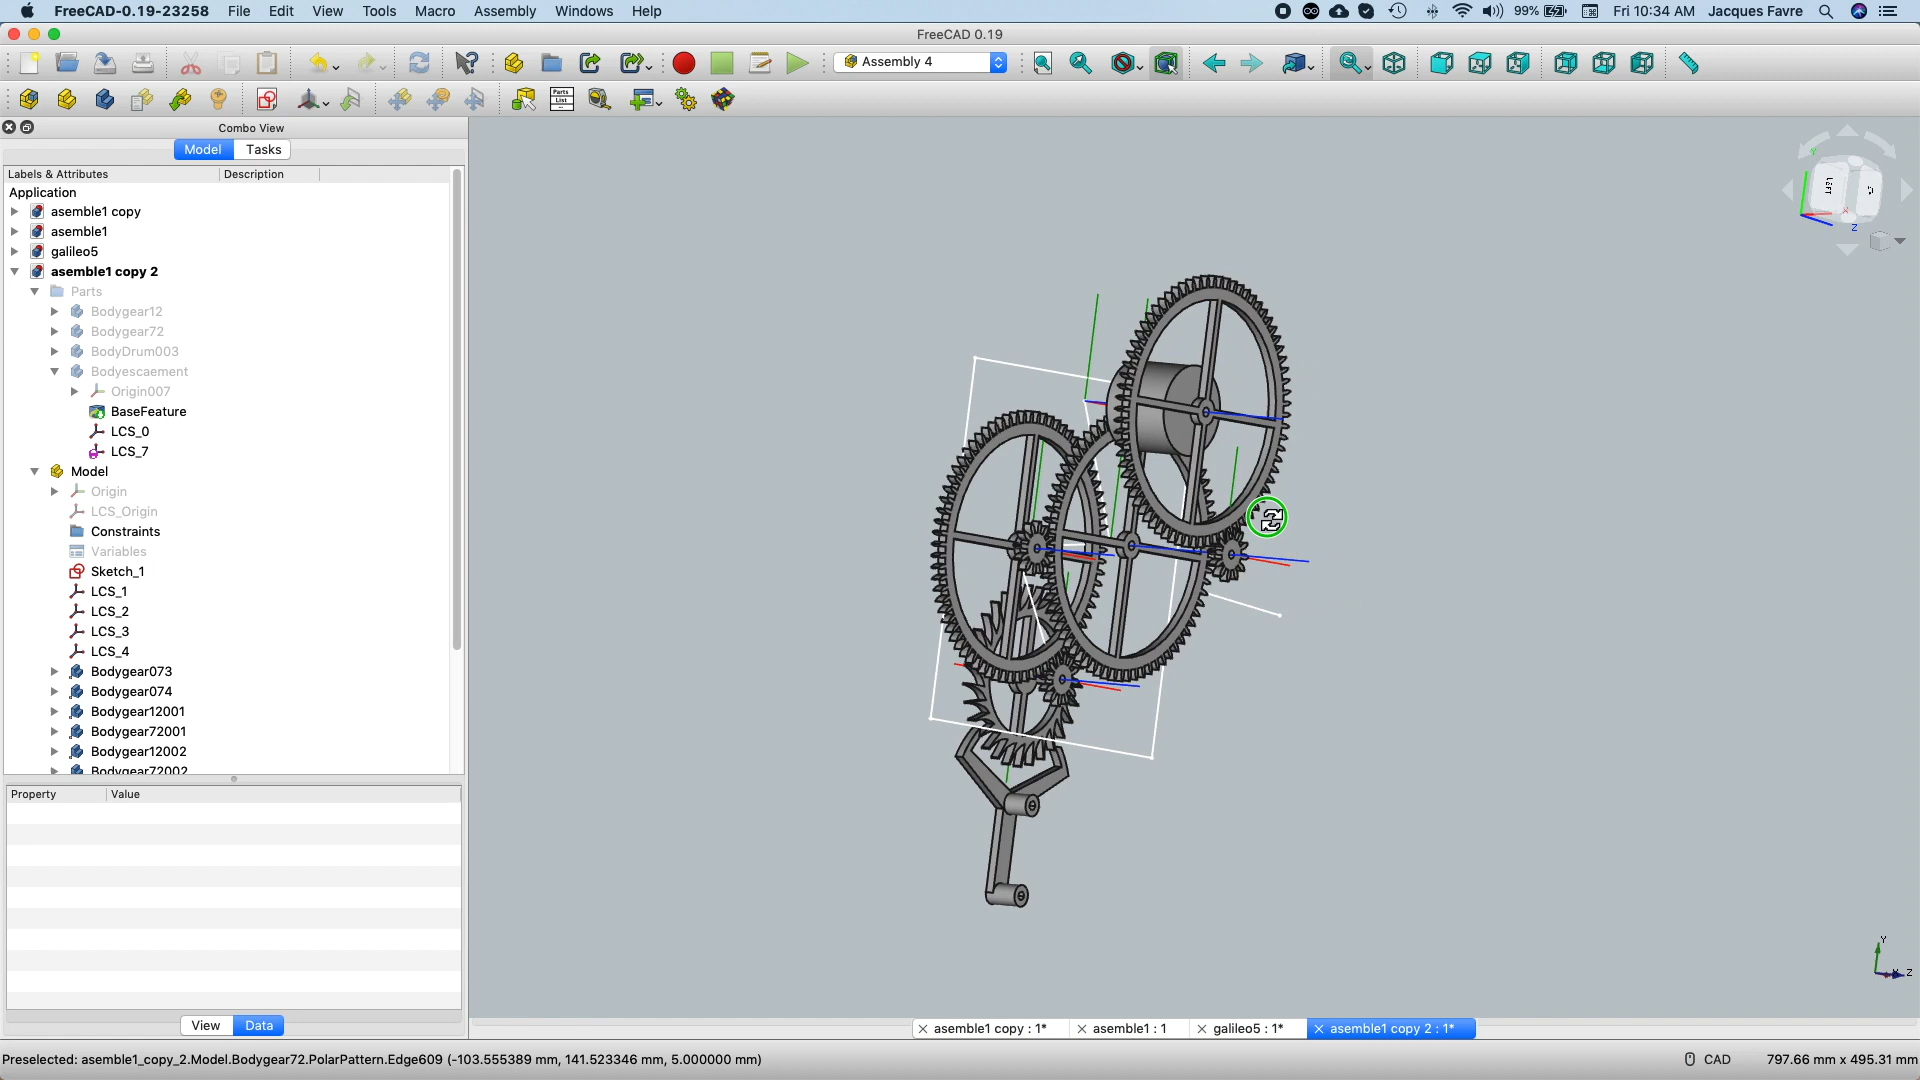 FreeCAD-0.19-23258 File Edit View Tools Macro Assembly Windows Help 99% Fri 10:34 AM Jacques Favre
FreeCAD 0.19
Assembly 4
Parts List
Combo View
Model Tasks
Labels & Attributes Description
Application
asemble1 copy
asemble1
galileo5
asemble1 copy 2
Parts
Bodygear12
Bodygear72
BodyDrum003
Bodyescaement
Origin007
BaseFeature
LCS_0
LCS_7
Model
Origin
LCS_Origin
Constraints
Variables
Sketch_1
LCS_1
LCS_2
LCS_3
LCS_4
Bodygear073
Bodygear074
Bodygear12001
Bodygear72001
Bodygear12002
Bodygear72002
Property Value
View Data
Y
Left
X
Z
Y
X Z
asemble1 copy : 1*
asemble1 : 1
galileo5 : 1*
asemble1 copy 2 : 1*
Preselected: asemble1_copy_2.Model.Bodygear72.PolarPattern.Edge609 (-103.555389 mm, 141.523346 mm, 5.000000 mm)
CAD 797.66 mm x 495.31 mm